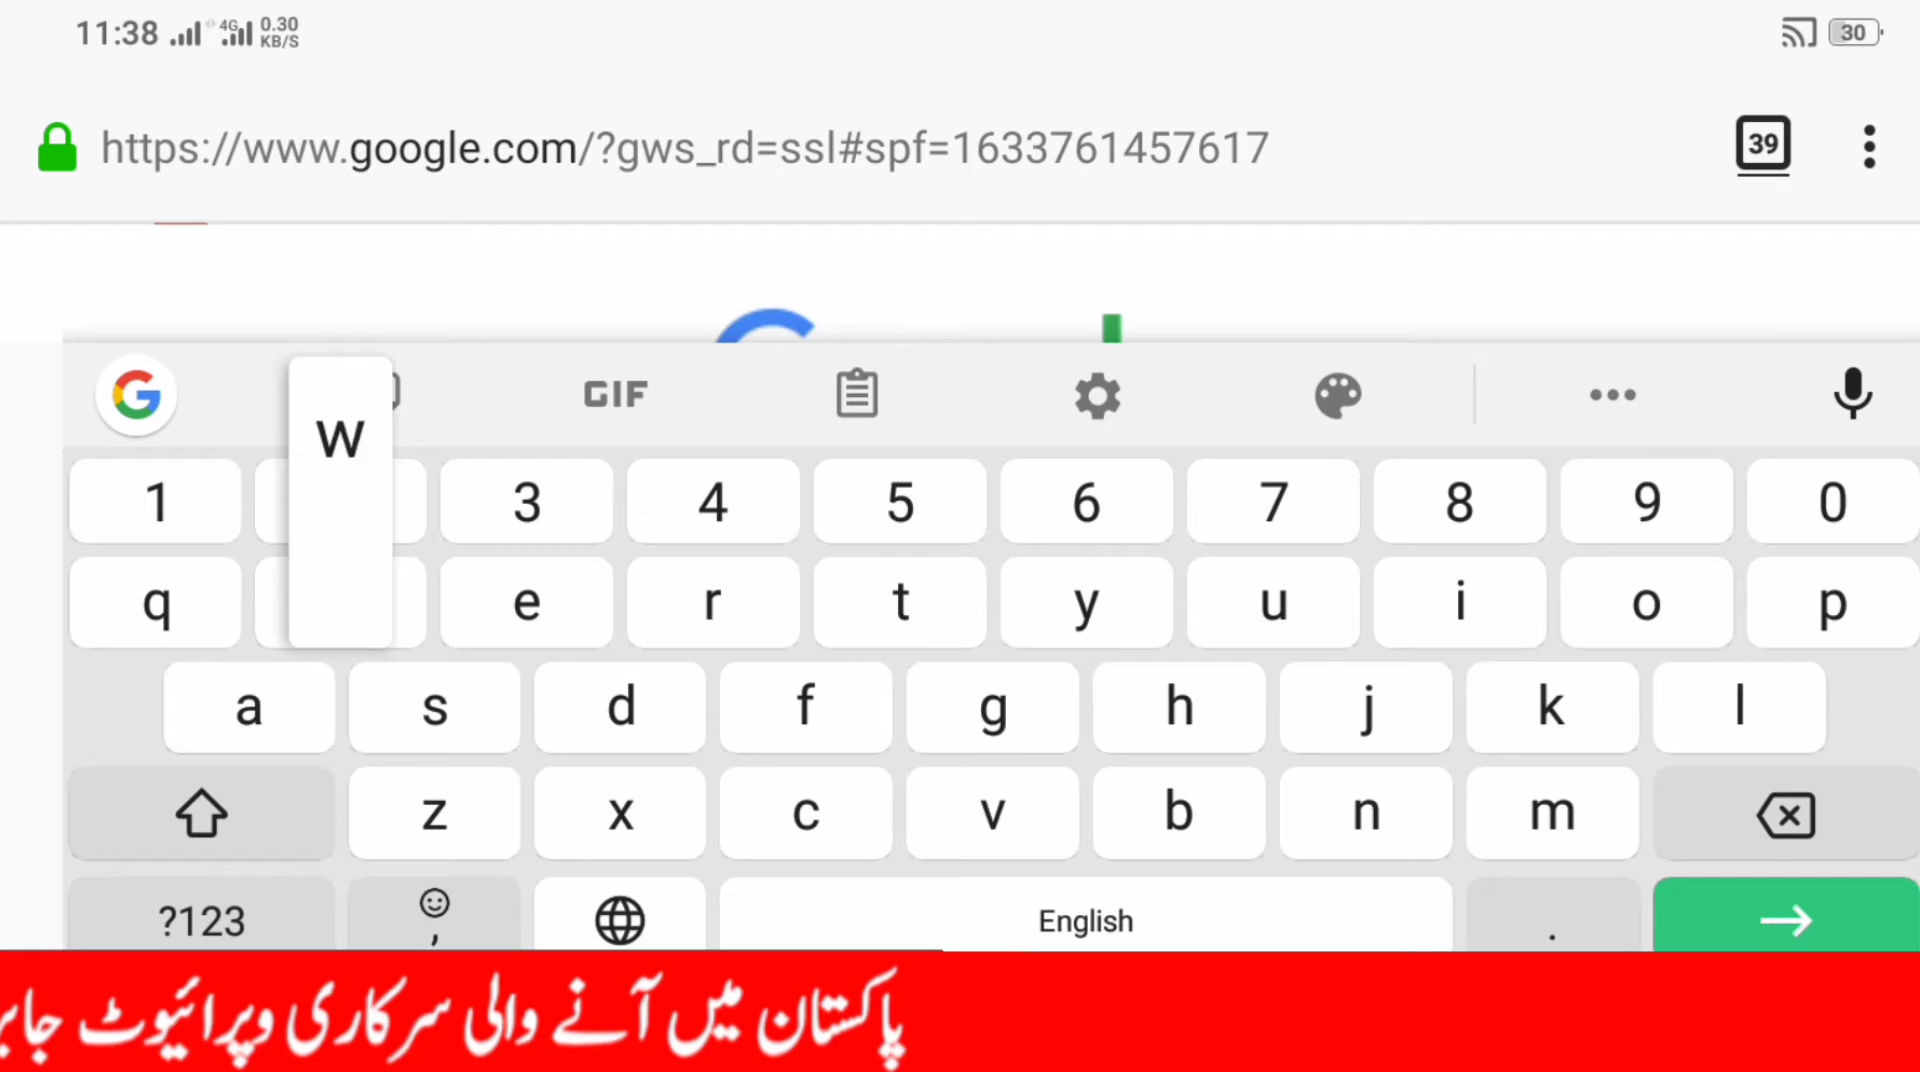 11:38 4G 0.30 KB/S 30
https://www.google.com/?gws_rd=ssl#spf=1633761457617 39
GIF
w
1 3 4 5 6 7 8 9 0
q e r t y u i o p
a s d f g h j k l
z x c v b n m
?123 , English .
پاکستان میں آنے والی سرکاری وپرائیوٹ